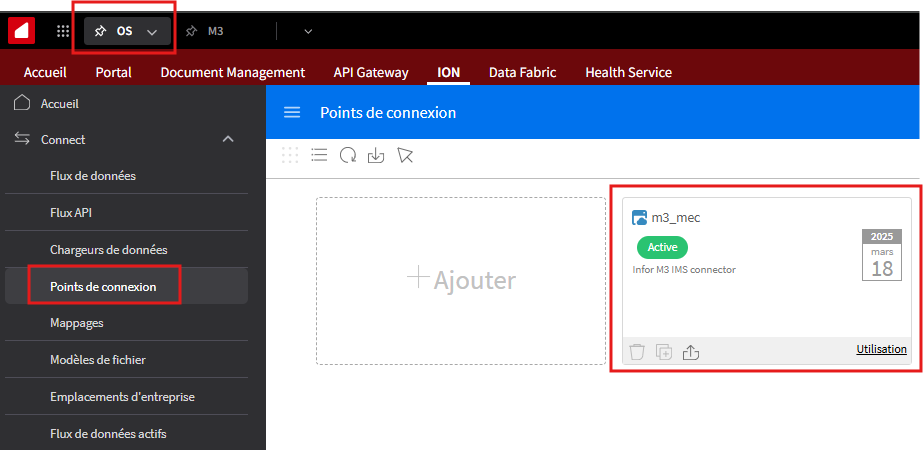 OS
M3
Accueil Portal Document Management API Gateway ION Data Fabric Health Service
Accueil
Points de connexion
Connect
Flux de données
Flux API
Chargeurs de données
Points de connexion
Mappages
Modèles de fichier
Emplacements d'entreprise
Flux de données actifs
Ajouter
m3_mec
Active
Infor M3 IMS connector
2025
mars
18
Utilisation